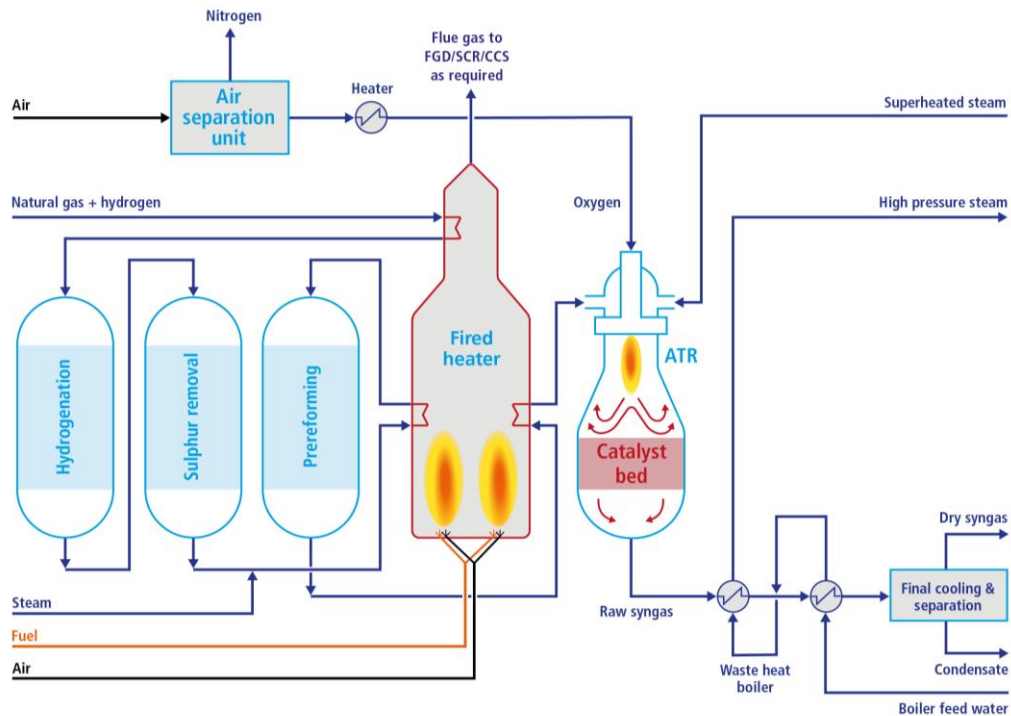 Nitrogen
Flue gas to
FGD/SCR/CCS
as required
Air
Air
separation
unit
Heater
Superheated steam
Natural gas + hydrogen
Oxygen
High pressure steam
Fired
heater
ATR
Hydrogenation
Sulphur removal
Prereforming
Catalyst
bed
Dry syngas
Final cooling &
separation
Steam
Raw syngas
Fuel
Waste heat
boiler
Condensate
Air
Boiler feed water